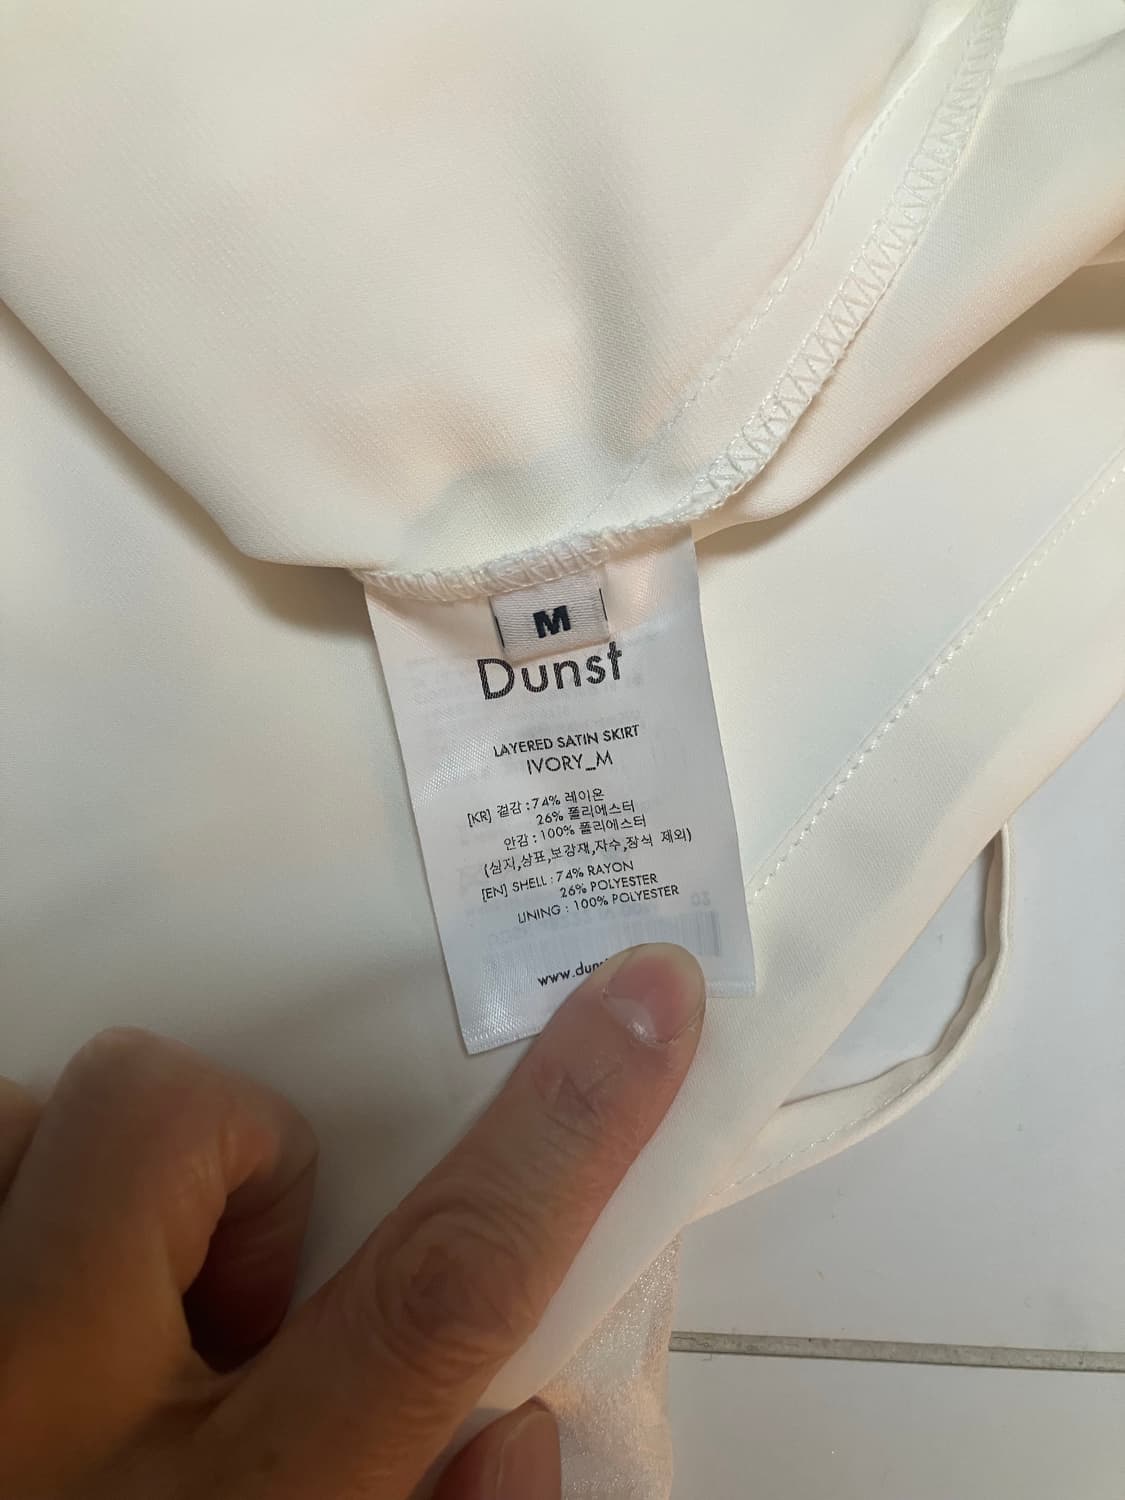 M
Dunst
LAYERED SATIN SKIRT
IVORY_M
[KR] 겉감 : 74% 레이온
26% 폴리에스터
안감 : 100% 폴리에스터
(심지,상표,보강재,자수,장식 제외)
[EN] SHELL : 74% RAYON
26% POLYESTER
LINING : 100% POLYESTER